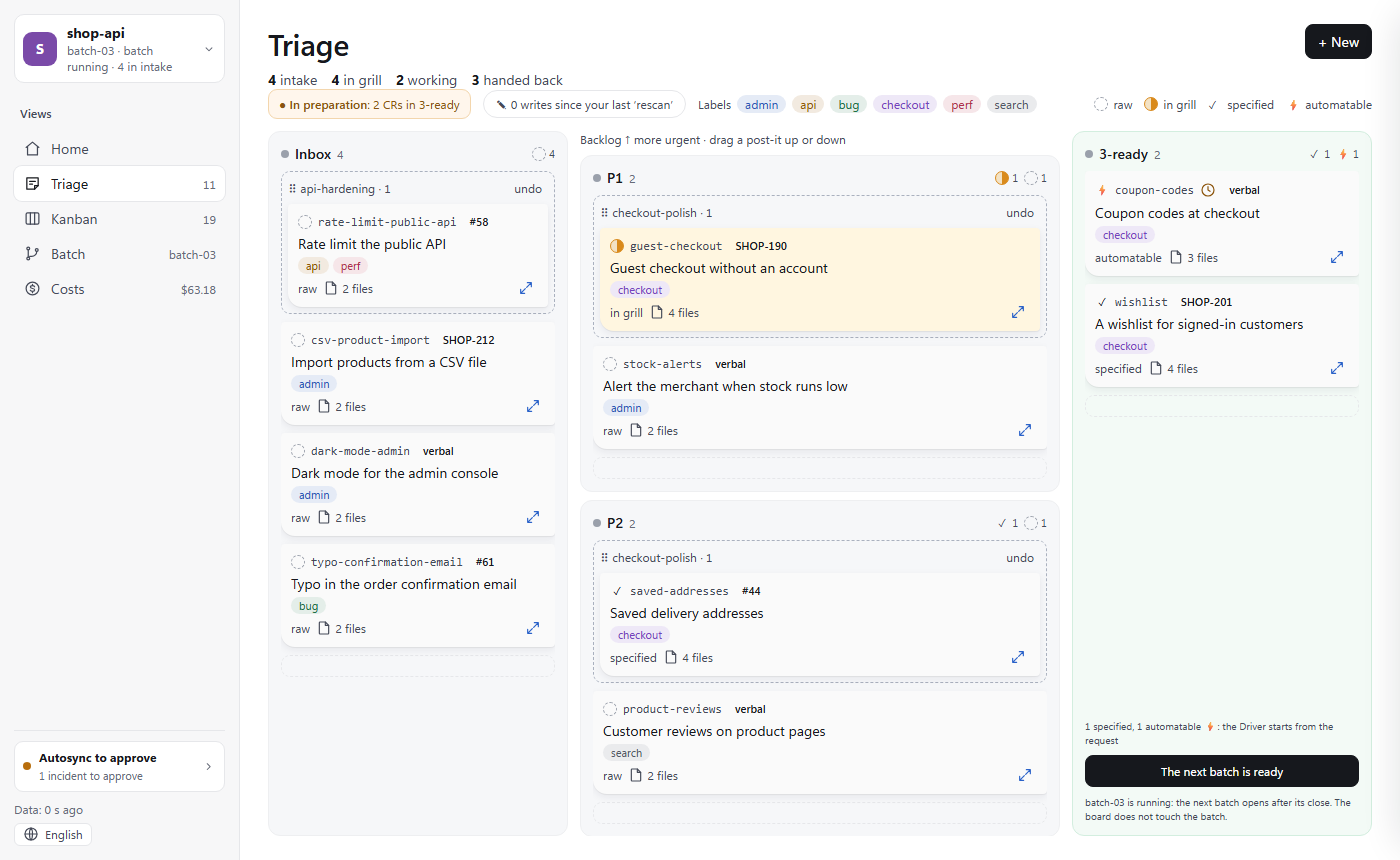 S
shop-api
batch-03 · batch
running · 4 in intake
Views
Home
Triage 11
Kanban 19
Batch batch-03
Costs $63.18
Autosync to approve
1 incident to approve
Data: 0 s ago
English
Triage
+ New
4 intake 4 in grill 2 working 3 handed back
In preparation: 2 CRs in 3-ready
0 writes since your last ‘rescan’
Labels admin api bug checkout perf search
raw in grill ✓ specified automatable
Inbox 4 4
api-hardening · 1 undo
rate-limit-public-api #58
Rate limit the public API
api perf
raw 2 files
csv-product-import SHOP-212
Import products from a CSV file
admin
raw 2 files
dark-mode-admin verbal
Dark mode for the admin console
admin
raw 2 files
typo-confirmation-email #61
Typo in the order confirmation email
bug
raw 2 files
Backlog ↑ more urgent · drag a post-it up or down
P1 2 1 1
checkout-polish · 1 undo
guest-checkout SHOP-190
Guest checkout without an account
checkout
in grill 4 files
stock-alerts verbal
Alert the merchant when stock runs low
admin
raw 2 files
P2 2 ✓ 1 1
checkout-polish · 1 undo
✓ saved-addresses #44
Saved delivery addresses
checkout
specified 4 files
product-reviews verbal
Customer reviews on product pages
search
raw 2 files
3-ready 2 ✓ 1 1
coupon-codes verbal
Coupon codes at checkout
checkout
automatable 3 files
✓ wishlist SHOP-201
A wishlist for signed-in customers
checkout
specified 4 files
1 specified, 1 automatable : the Driver starts from the
request
The next batch is ready
batch-03 is running: the next batch opens after its close. The
board does not touch the batch.